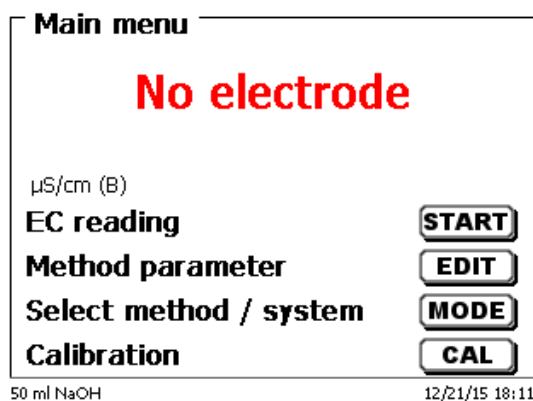 Main menu
No electrode
µS/cm (B)
EC reading START
Method parameter EDIT
Select method / system MODE
Calibration CAL
50 ml NaOH 12/21/15 18:11